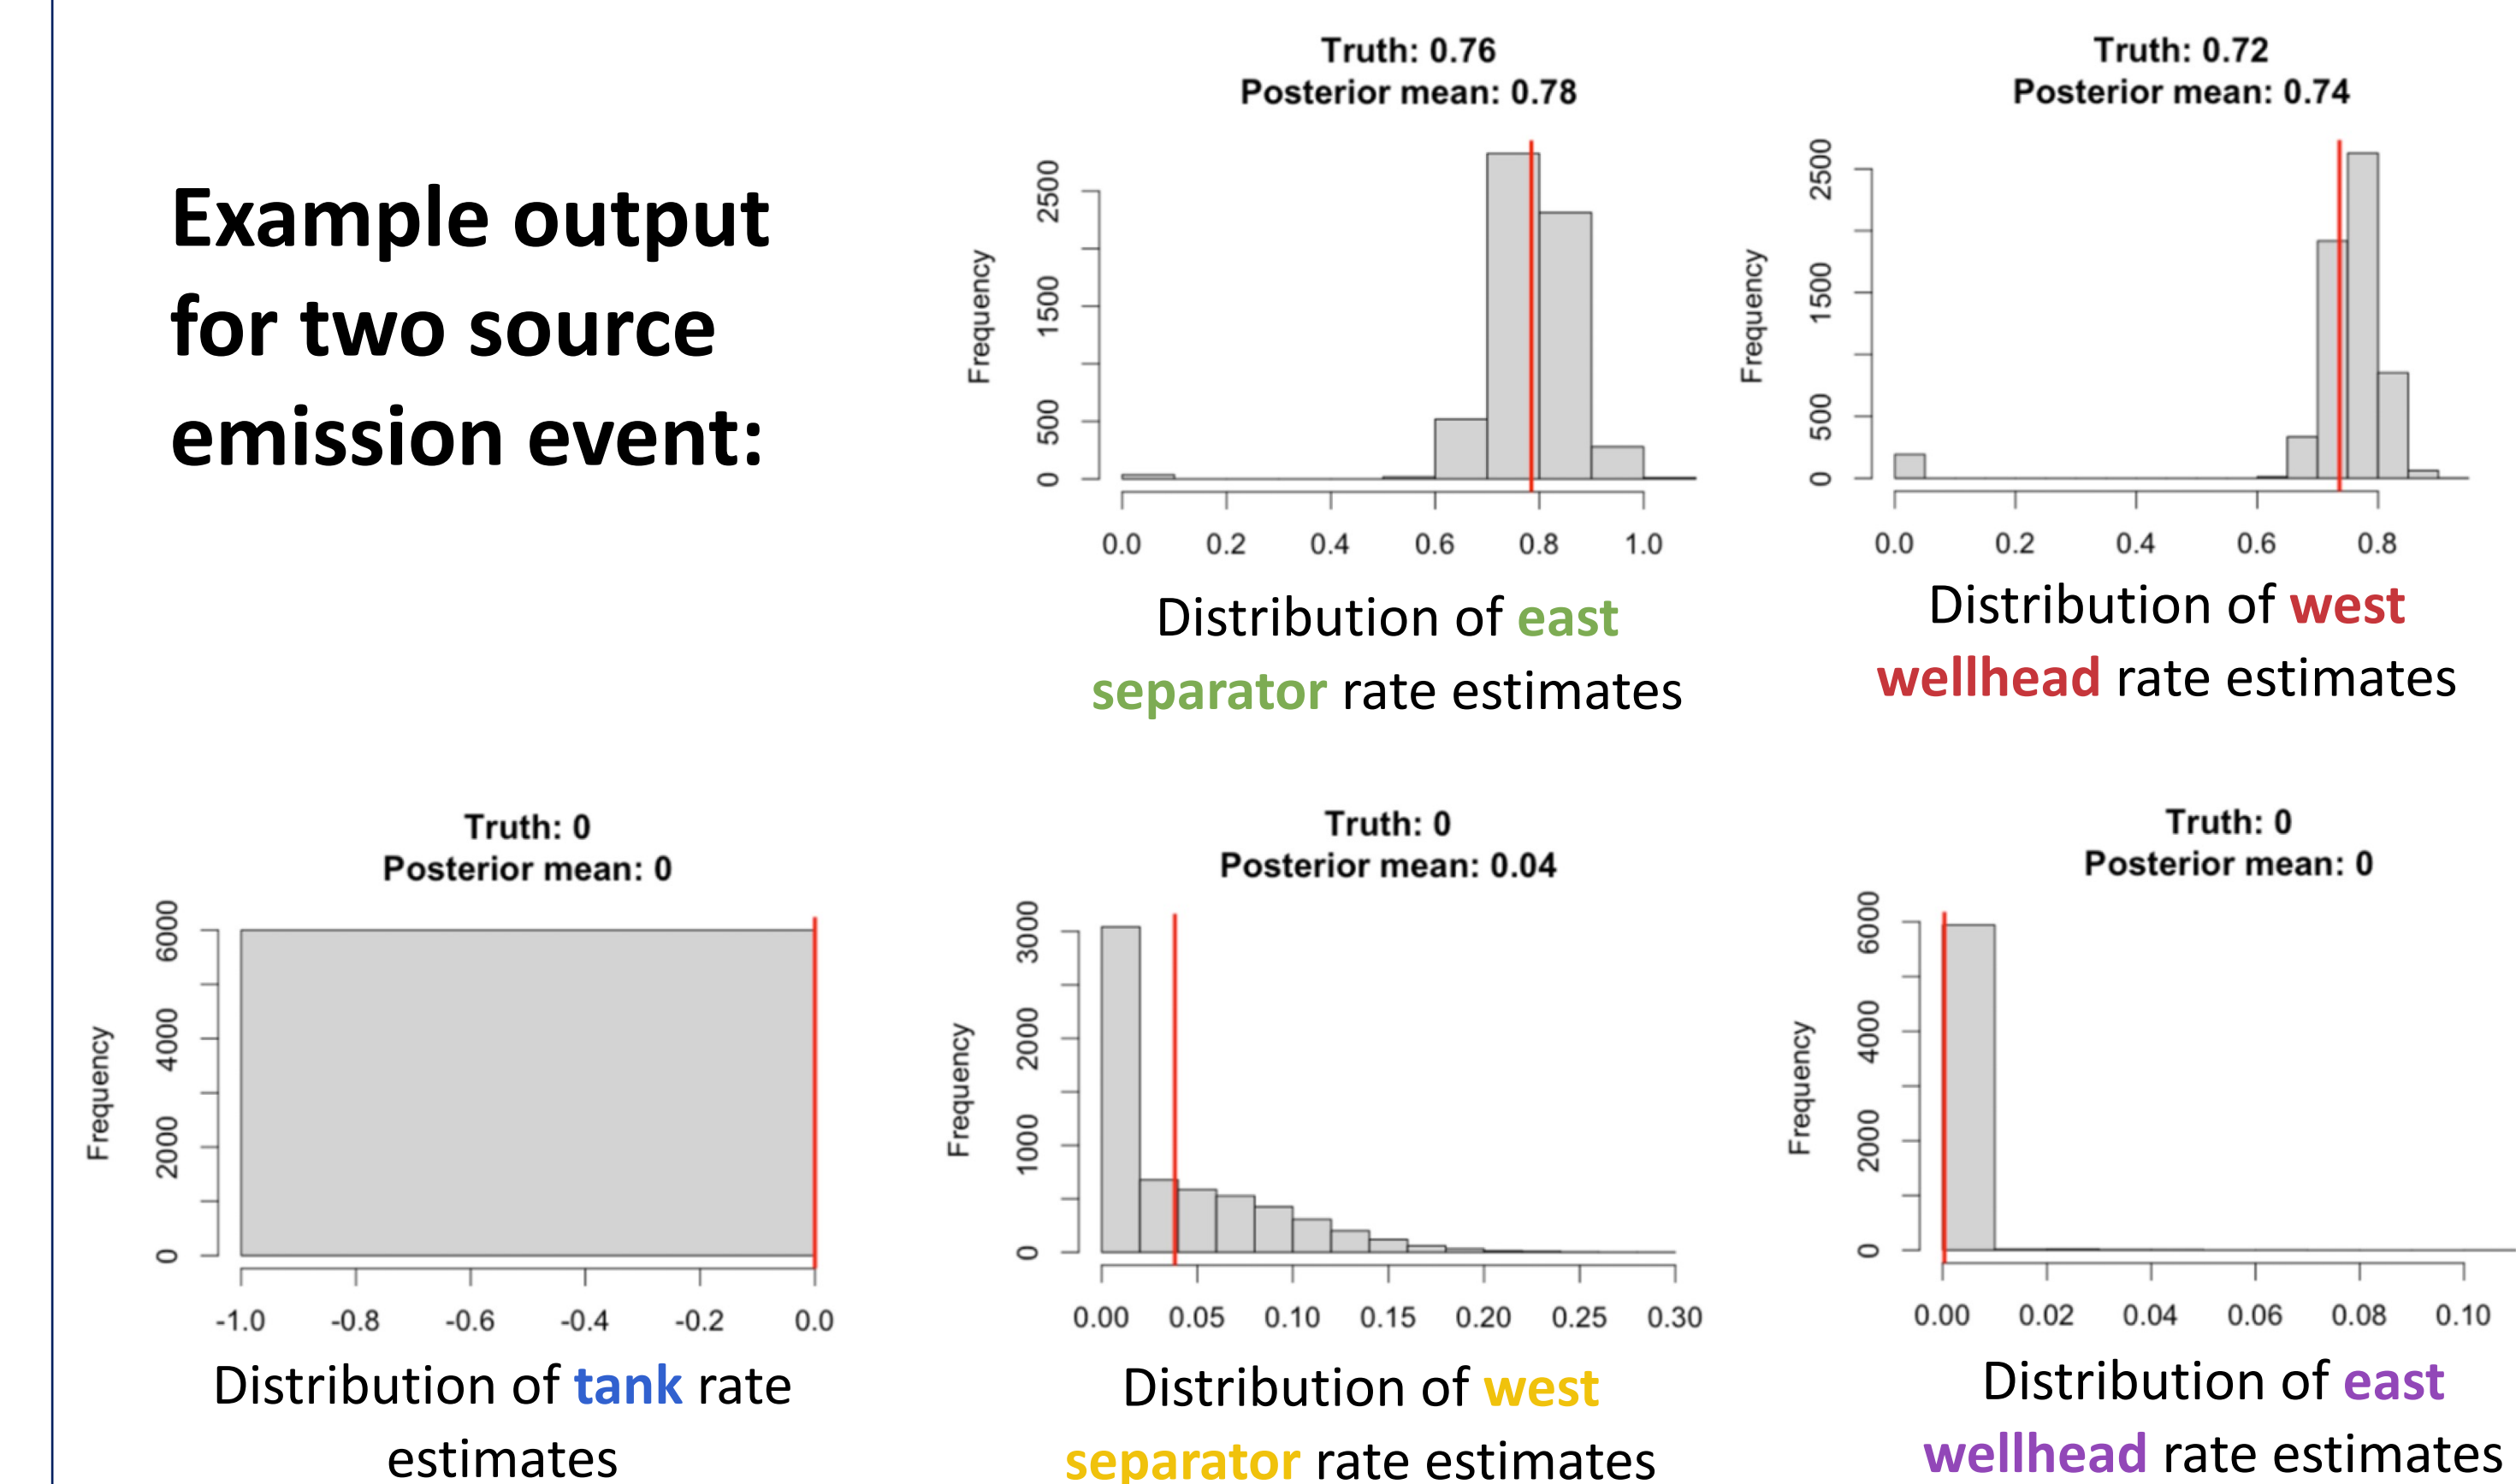 Example output
for two source
emission event:
Truth: 0.76
Posterior mean: 0.78
Frequency
0
500
1500
2500
0.0 0.2 0.4 0.6 0.8 1.0
Distribution of east
separator rate estimates
Truth: 0.72
Posterior mean: 0.74
Frequency
0
500
1500
2500
0.0 0.2 0.4 0.6 0.8
Distribution of west
wellhead rate estimates
Truth: 0
Posterior mean: 0
Frequency
0
2000
4000
6000
-1.0 -0.8 -0.6 -0.4 -0.2 0.0
Distribution of tank rate
estimates
Truth: 0
Posterior mean: 0.04
Frequency
0
1000
2000
3000
0.00 0.05 0.10 0.15 0.20 0.25 0.30
Distribution of west
separator rate estimates
Truth: 0
Posterior mean: 0
Frequency
0
2000
4000
6000
0.00 0.02 0.04 0.06 0.08 0.10
Distribution of east
wellhead rate estimates